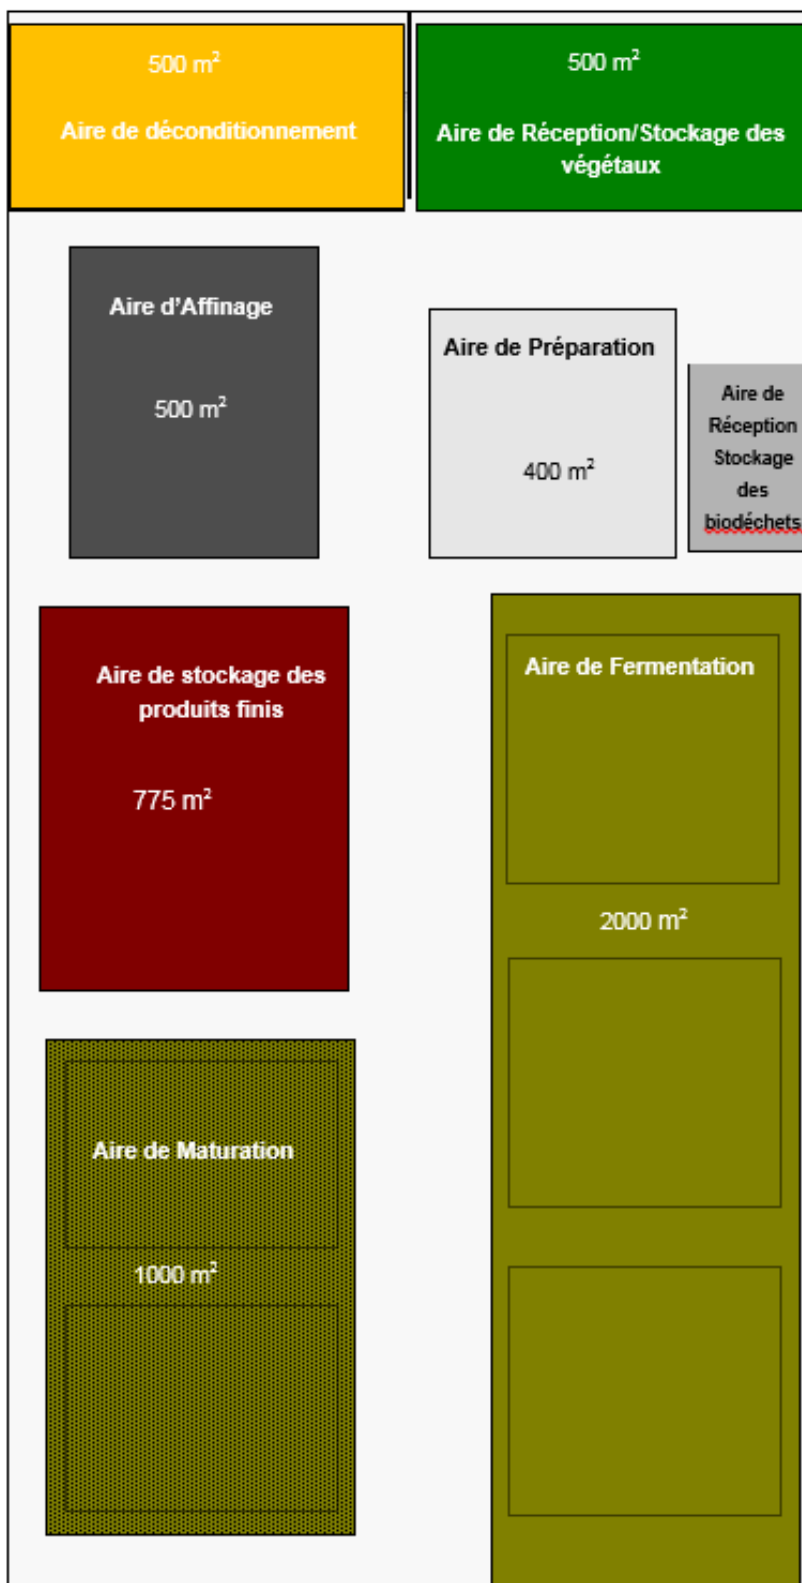 500 m²
Aire de déconditionnement
500 m²
Aire de Réception/Stockage des
végétaux
Aire d’Affinage
500 m²
Aire de Préparation
400 m²
Aire de
Réception
Stockage
des
biodéchets
Aire de stockage des
produits finis
775 m²
Aire de Fermentation
2000 m²
Aire de Maturation
1000 m²